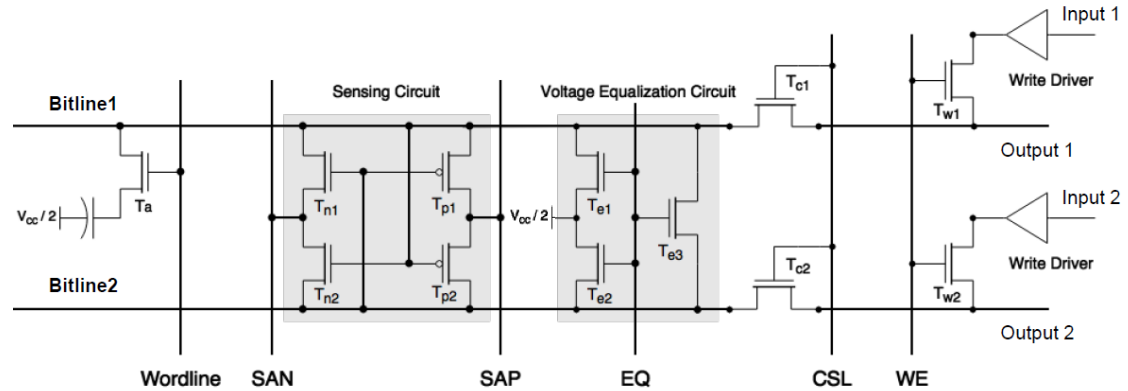 Input 1
Write Driver
Tc1
Tw1
Bitline1
Sensing Circuit
Voltage Equalization Circuit
Output 1
Vcc / 2
Ta
Tn1
Tp1
Vcc / 2
Te1
Te3
Input 2
Write Driver
Tc2
Tw2
Bitline2
Tn2
Tp2
Te2
Output 2
Wordline
SAN
SAP
EQ
CSL
WE